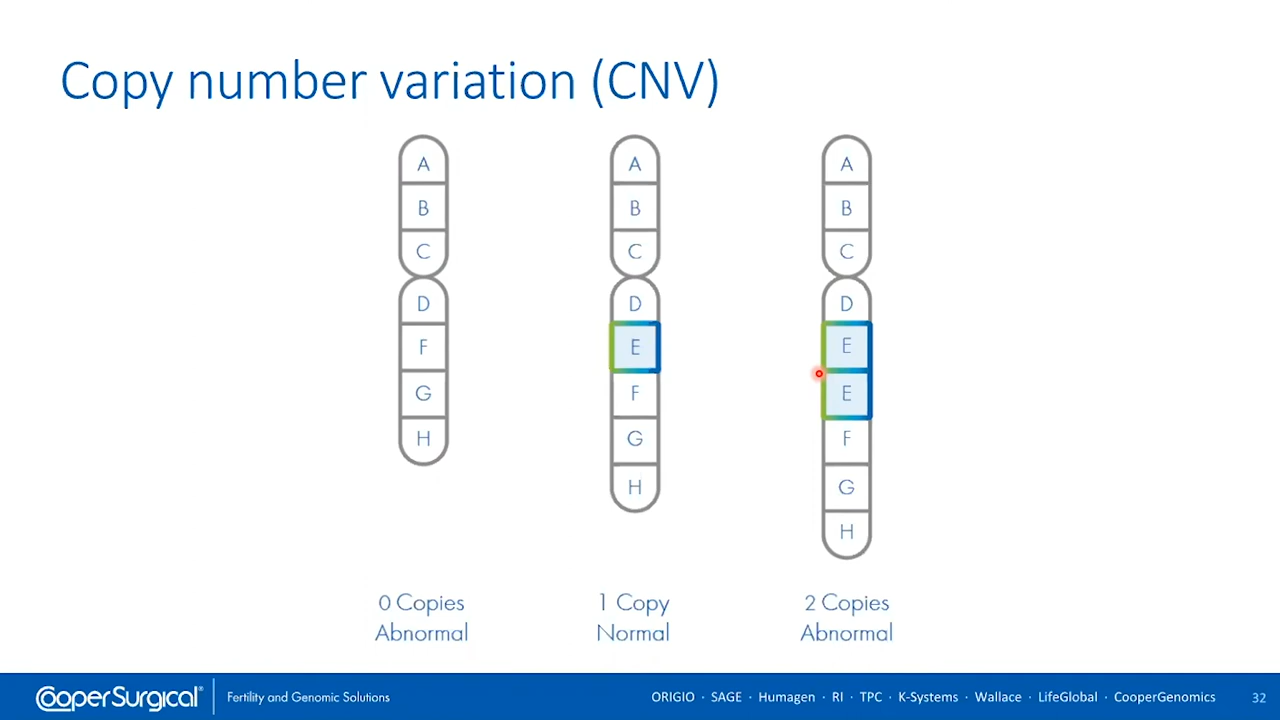 Copy number variation (CNV)
A
B
C
D
F
G
H
0 Copies
Abnormal
A
B
C
D
E
F
G
H
1 Copy
Normal
A
B
C
D
E
E
F
G
H
2 Copies
Abnormal
CooperSurgical® Fertility and Genomic Solutions ORIGIO · SAGE · Humagen · RI · TPC · K-Systems · Wallace · LifeGlobal · CooperGenomics 32